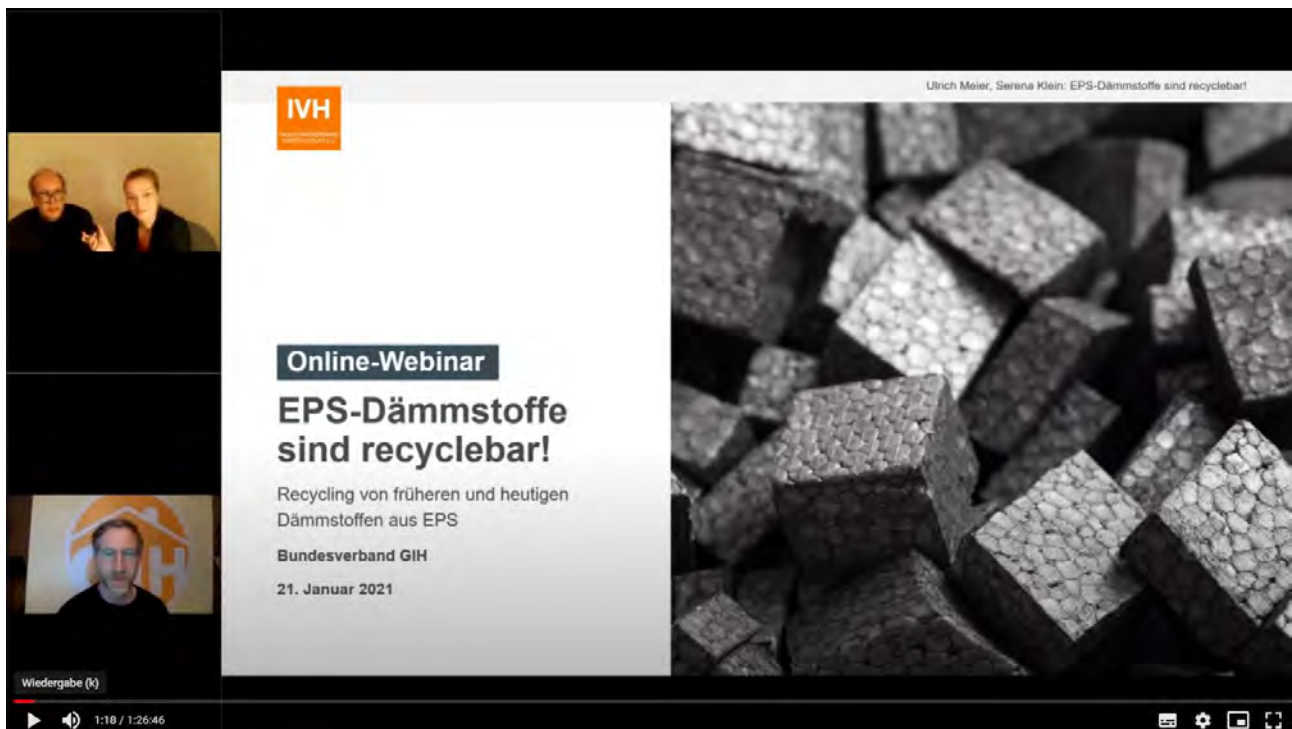 Ulrich Meier, Serena Klein: EPS-Dämmstoffe sind recyclebar!
IVH
Online-Webinar
EPS-Dämmstoffe
sind recyclebar!
Recycling von früheren und heutigen
Dämmstoffen aus EPS
Bundesverband GIH
21. Januar 2021
GIH
Wiedergabe (k)
1:18 / 1:26:46